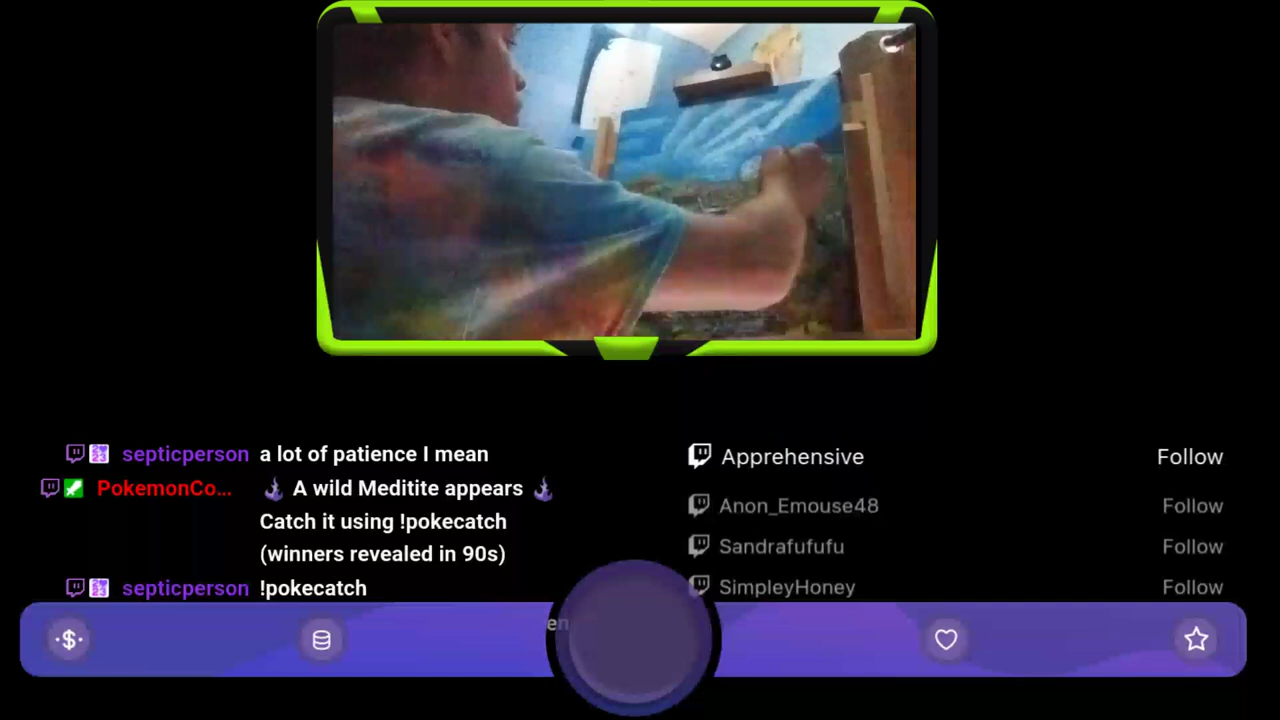 septicperson a lot of patience I mean
PokemonCo... A wild Meditite appears
Catch it using !pokecatch
(winners revealed in 90s)
septicperson !pokecatch
en
Apprehensive Follow
Anon_Emouse48 Follow
Sandrafufufu Follow
SimpleyHoney Follow